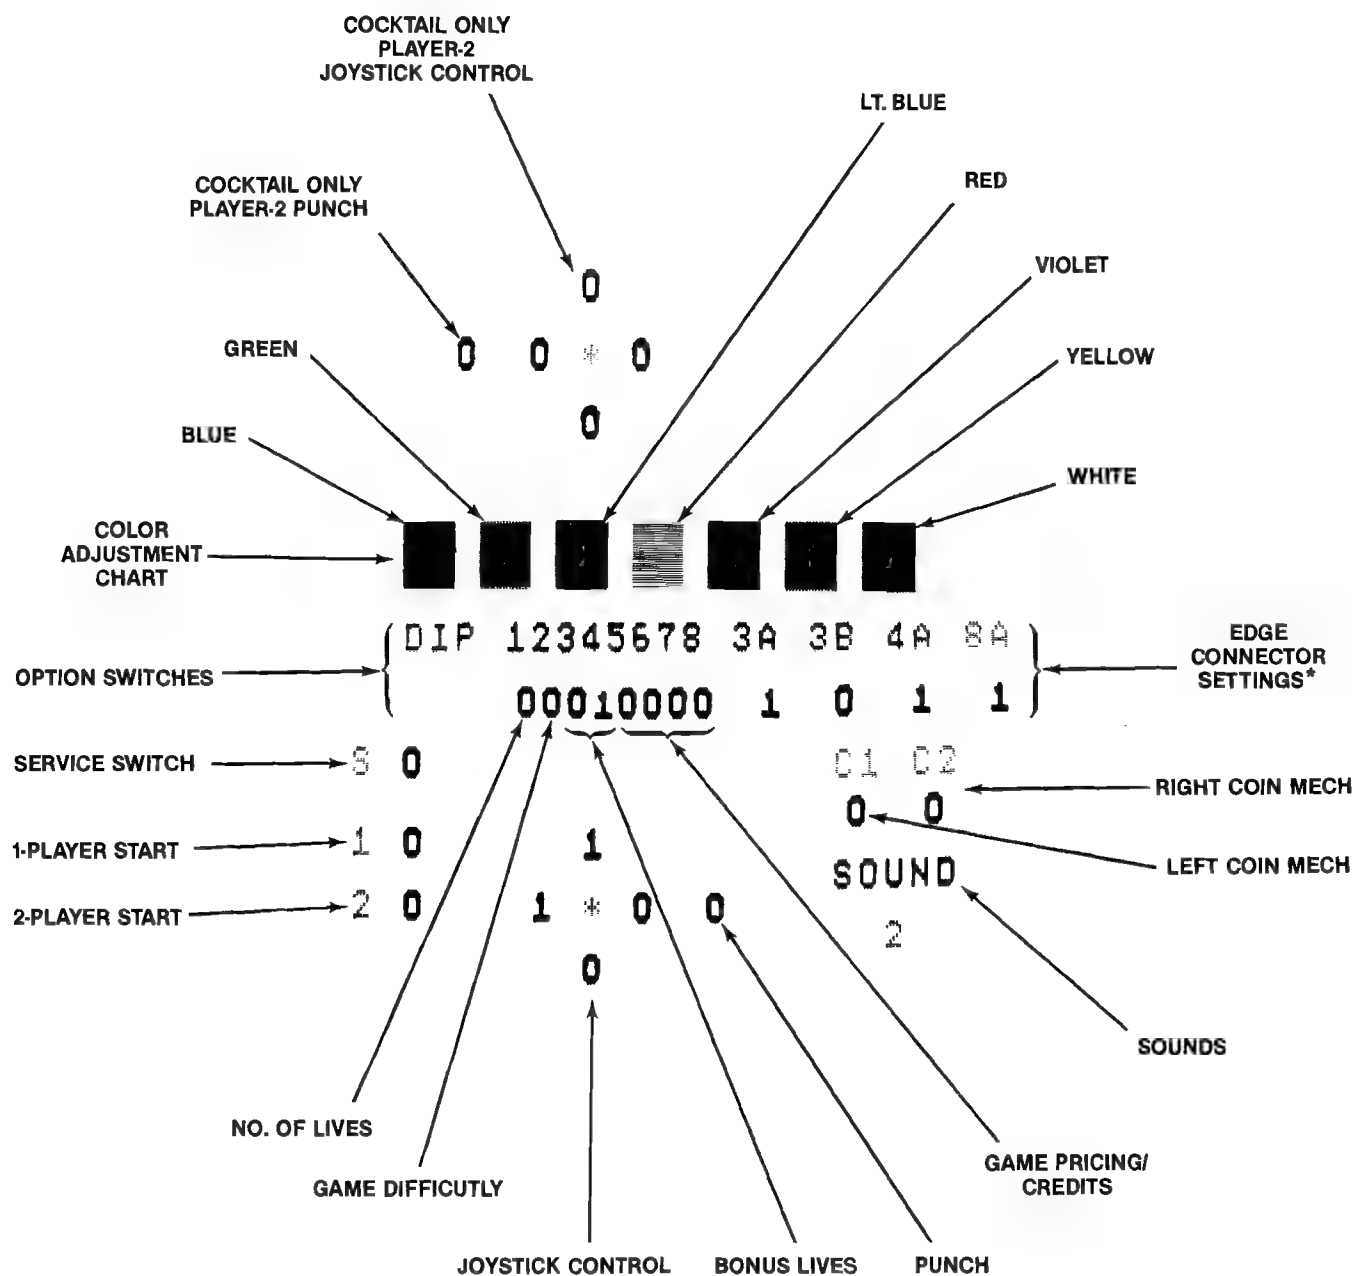 COCKTAIL ONLY
PLAYER-2
JOYSTICK CONTROL
LT. BLUE
RED
COCKTAIL ONLY
PLAYER-2 PUNCH
VIOLET
0
GREEN
0 0 * 0
YELLOW
0
BLUE
WHITE
COLOR
ADJUSTMENT
CHART
DIP 12345678 3A 3B 4A 8A
00010000 1 0 1 1
OPTION SWITCHES
EDGE
CONNECTOR
SETTINGS*
SERVICE SWITCH
S 0
C1 C2
0 0
RIGHT COIN MECH
LEFT COIN MECH
1-PLAYER START
1 0
1
SOUND
2-PLAYER START
2 0
1 * 0 0
2
0
SOUNDS
NO. OF LIVES
GAME DIFFICUTLY
GAME PRICING/
CREDITS
JOYSTICK CONTROL
BONUS LIVES
PUNCH